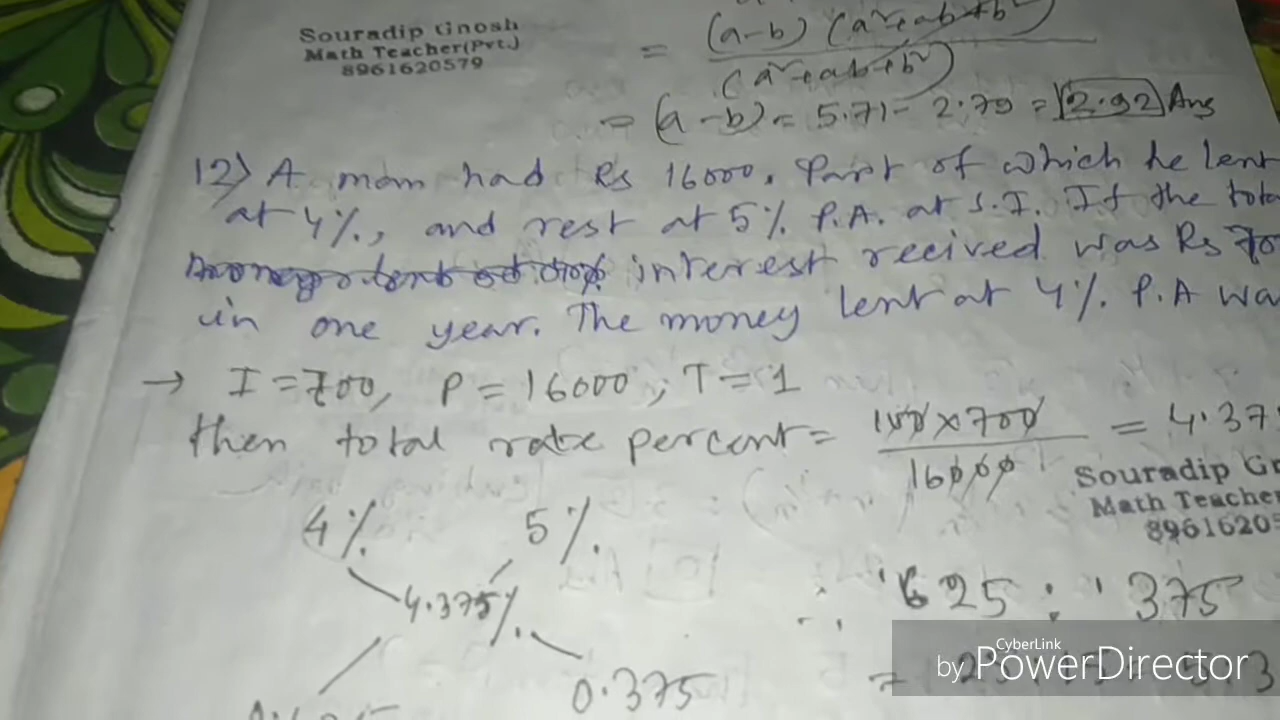 Souradip Ghosh
Math Teacher(Pvt.)
8961620579
= (a-b) (a²+ab+b²)
(a²+ab+b²)
= (a-b) = 5.71 - 2.79 = 2.92 Ans
12) A man had Rs 16000, Part of which he lent
at 4%, and rest at 5% P.A. at S.I. If the tota
interest recived was Rs 70
in one year. The money lent at 4% P.A wa
→ I = 700, P = 16000, T = 1
then total rate percent = 100 × 700 = 4.37
16000
Souradip G
Math Teacher
8961620
4% 5%
4.375%
∴ .625 : .375
0.375
CyberLink
by PowerDirector